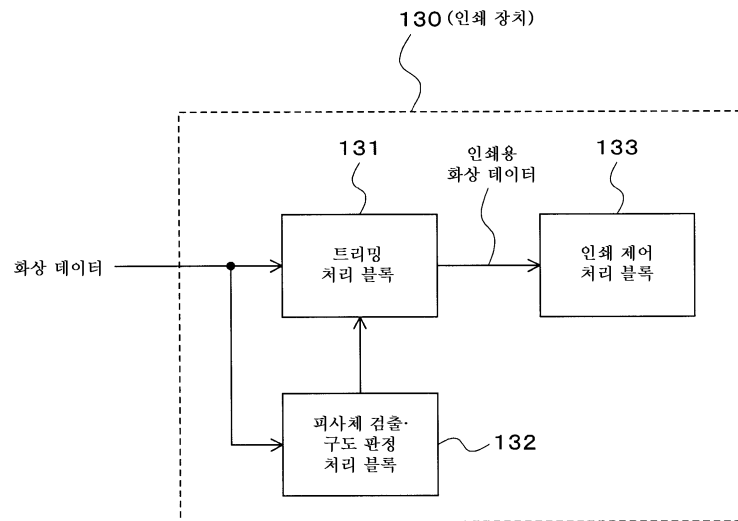 130 (인쇄 장치)
131
인쇄용
화상 데이터
133
화상 데이터
트리밍
처리 블록
인쇄 제어
처리 블록
피사체 검출·
구도 판정
처리 블록
132